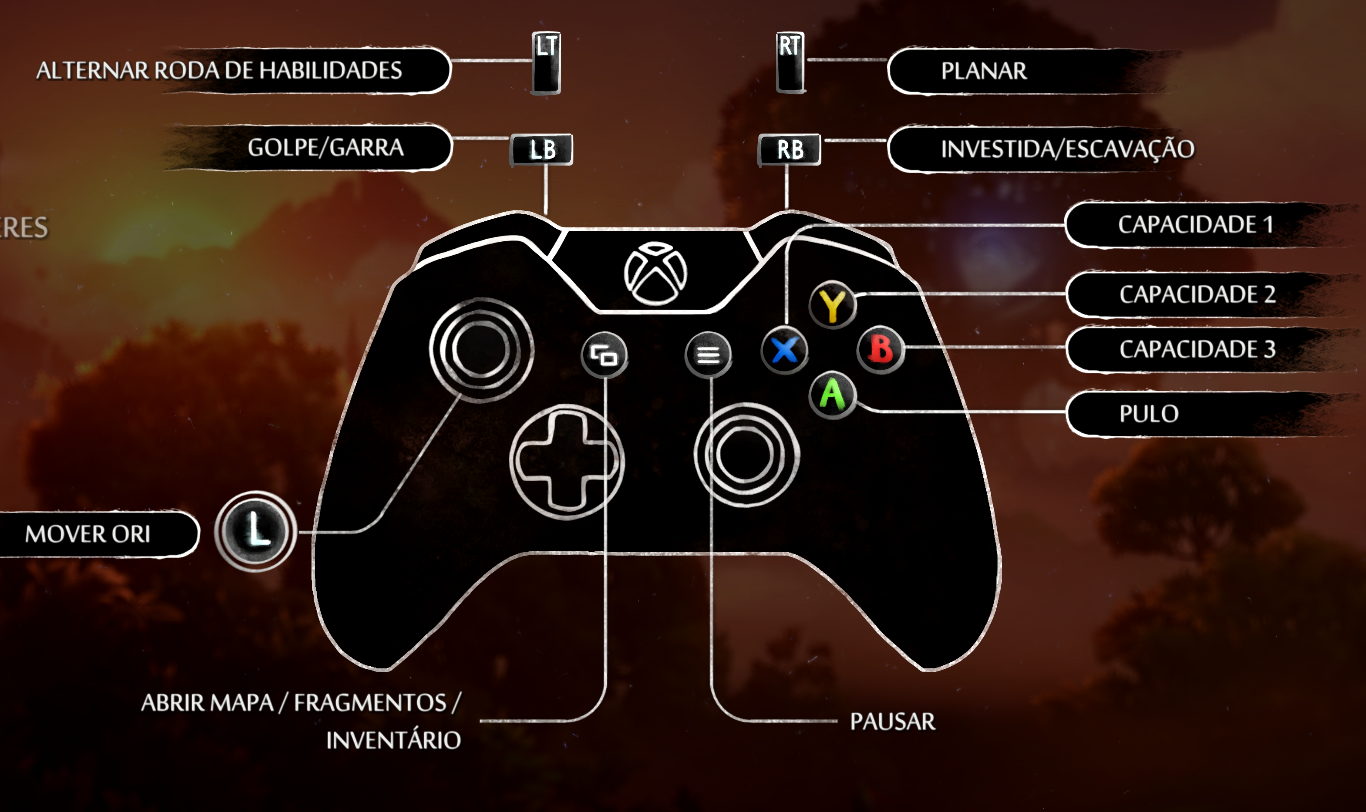 LT
RT
ALTERNAR RODA DE HABILIDADES
PLANAR
GOLPE/GARRA
LB
RB
INVESTIDA/ESCAVAÇÃO
ERES
CAPACIDADE 1
Y
CAPACIDADE 2
X
B
CAPACIDADE 3
A
PULO
MOVER ORI
L
ABRIR MAPA / FRAGMENTOS /
INVENTÁRIO
PAUSAR